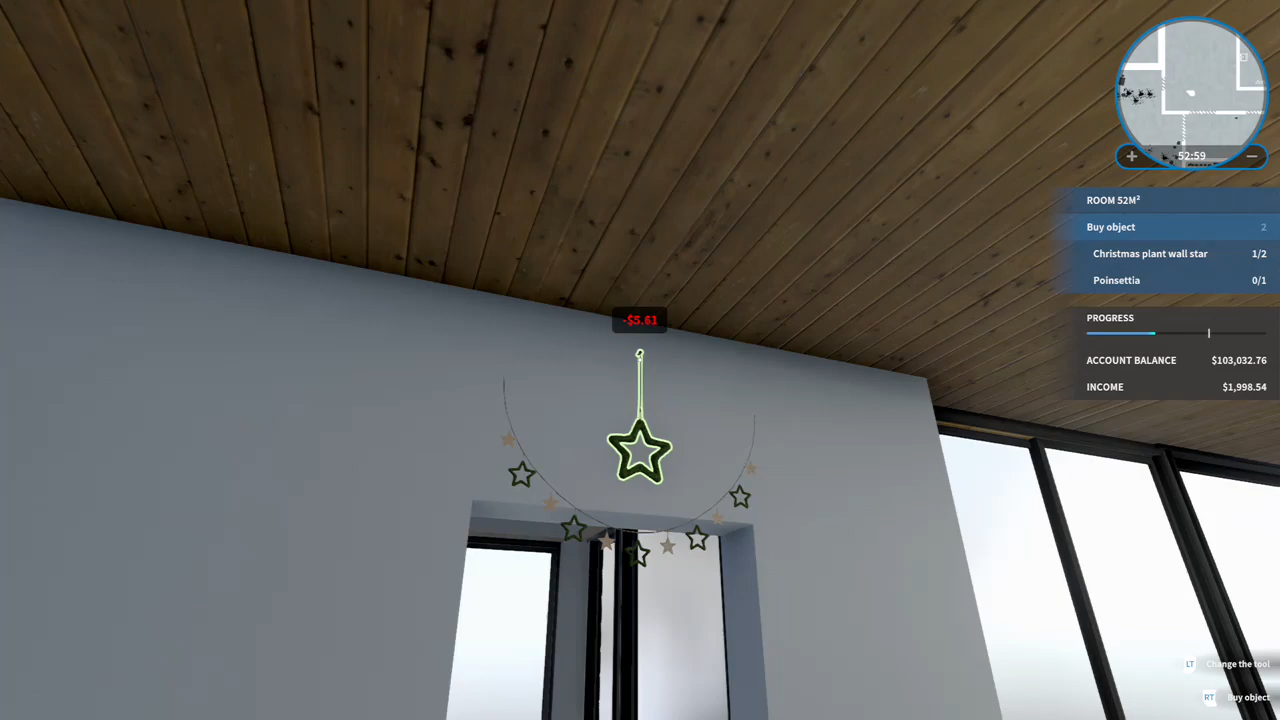 52:59
ROOM 52M²
Buy object 2
Christmas plant wall star 1/2
Poinsettia 0/1
PROGRESS
ACCOUNT BALANCE $103,032.76
INCOME $1,998.54
-$5.61
LT Change the tool
RT Buy object